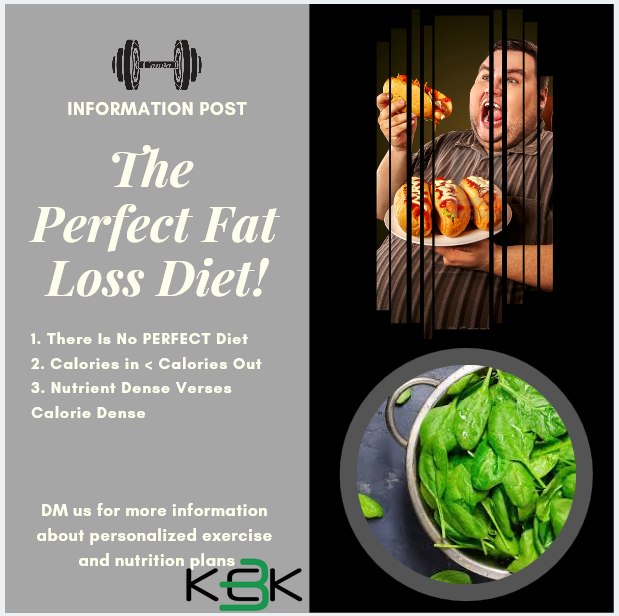 INFORMATION POST
The
Perfect Fat
Loss Diet!
1. There Is No PERFECT Diet
2. Calories in < Calories Out
3. Nutrient Dense Verses
Calorie Dense
DM us for more information
about personalized exercise
and nutrition plans